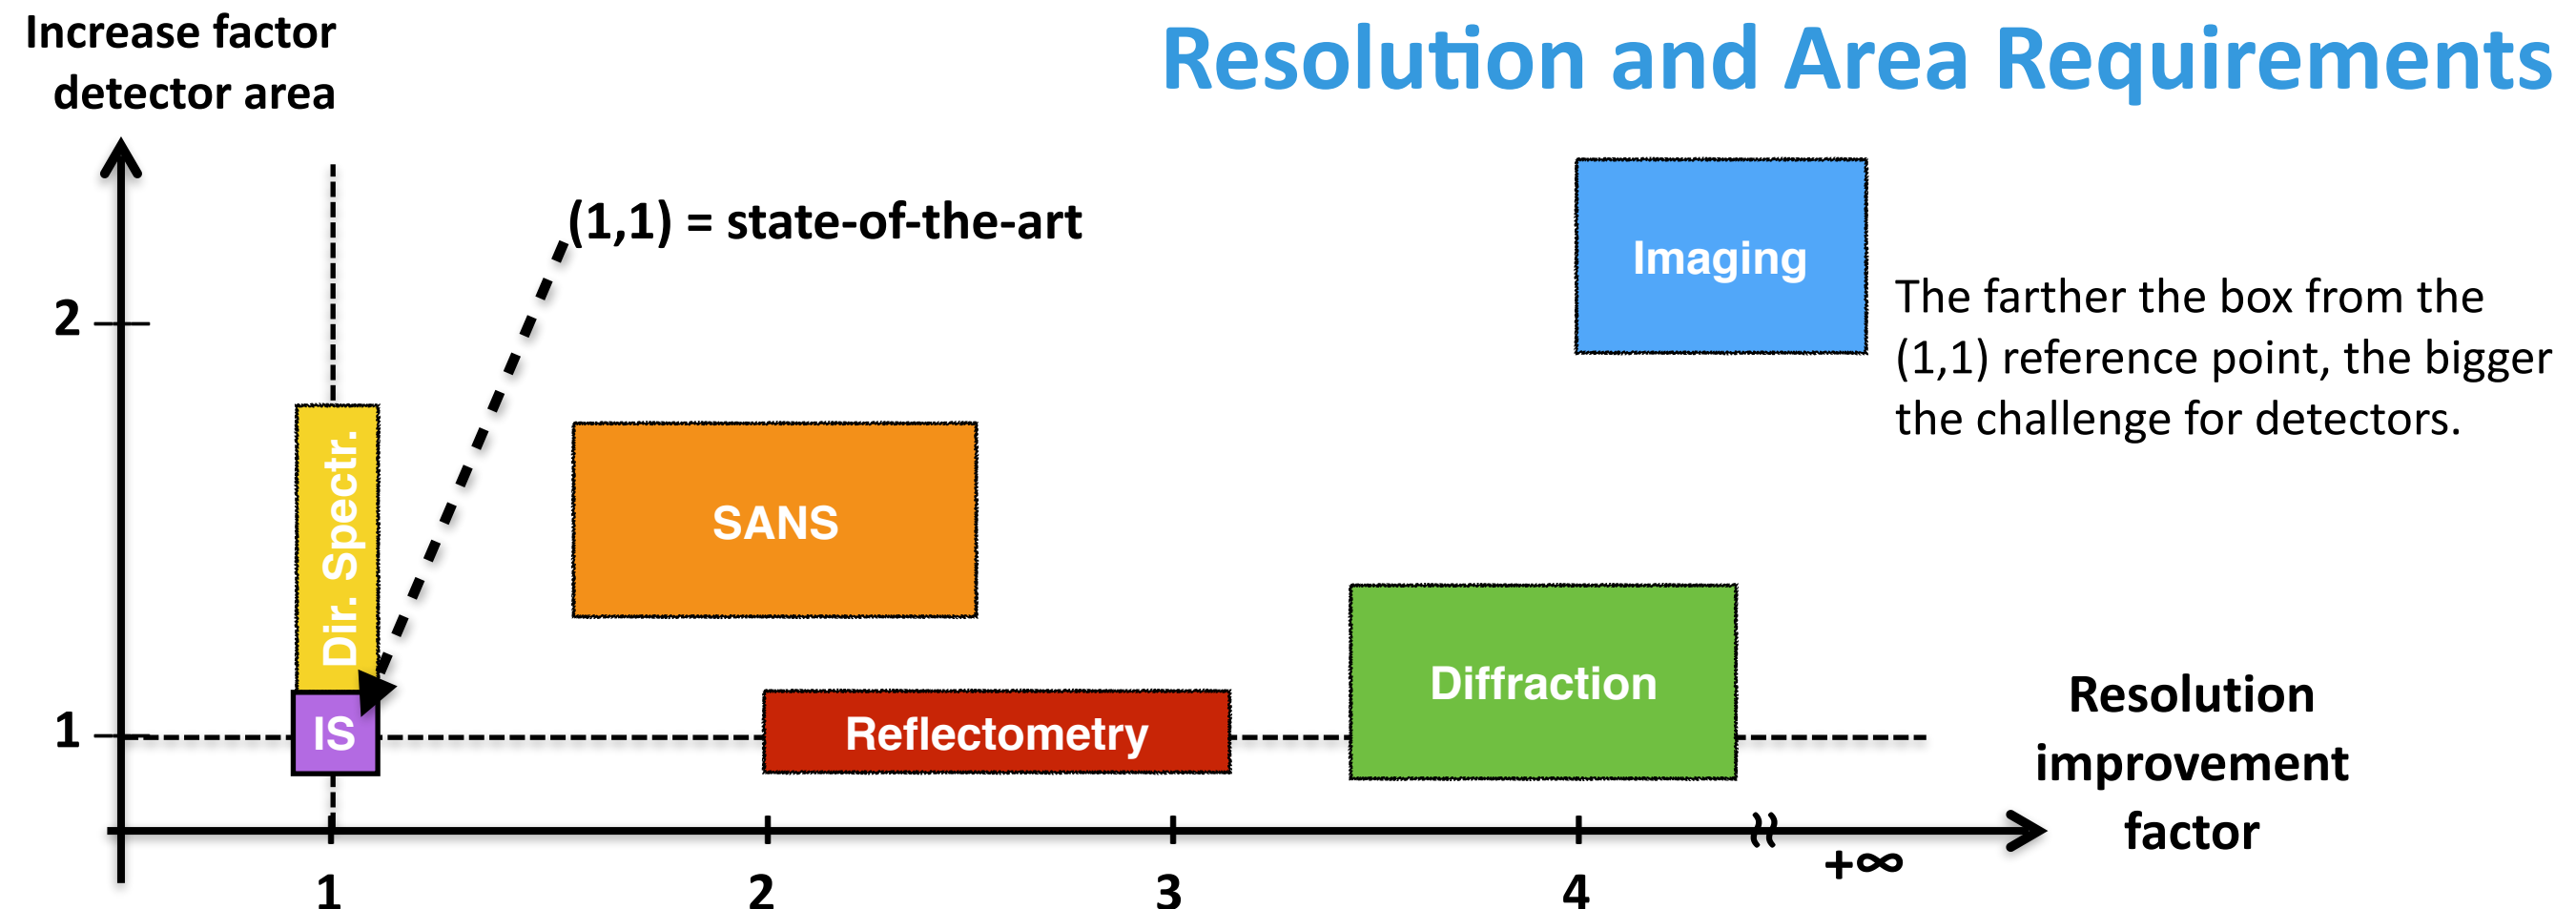 Increase factor
detector area
Resolution and Area Requirements
(1,1) = state-of-the-art
Imaging
The farther the box from the
(1,1) reference point, the bigger
the challenge for detectors.
2
Dir. Spectr.
SANS
Diffraction
1
IS
Reflectometry
Resolution
improvement
factor
+∞
1
2
3
4